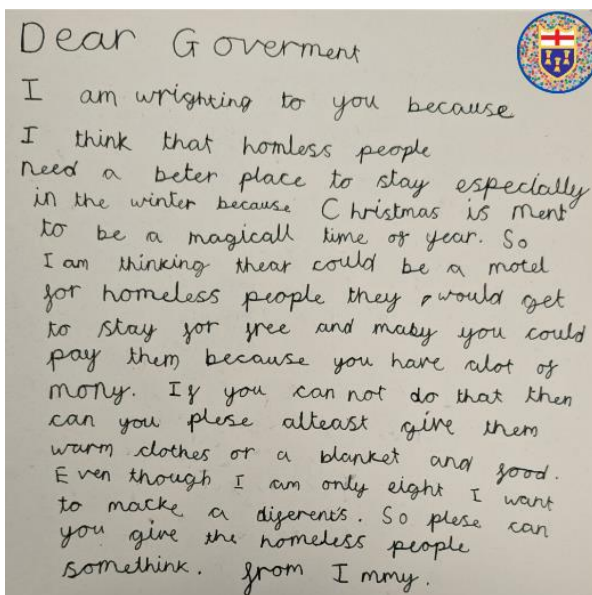 Dear Goverment
I am wrighting to you because
I think that homless people
need a beter place to stay especially
in the winter because Christmas is ment
to be a magicall time of year. So
I am thinking thear could be a motel
for homeless people they would get
to stay for free and maby you could
pay them because you have alot of
mony. If you can not do that then
can you plese alteast give them
warm clothes or a blanket and food.
Even though I am only eight I want
to macke a diferents. So plese can
you give the homeless people
somethink. from Immy.